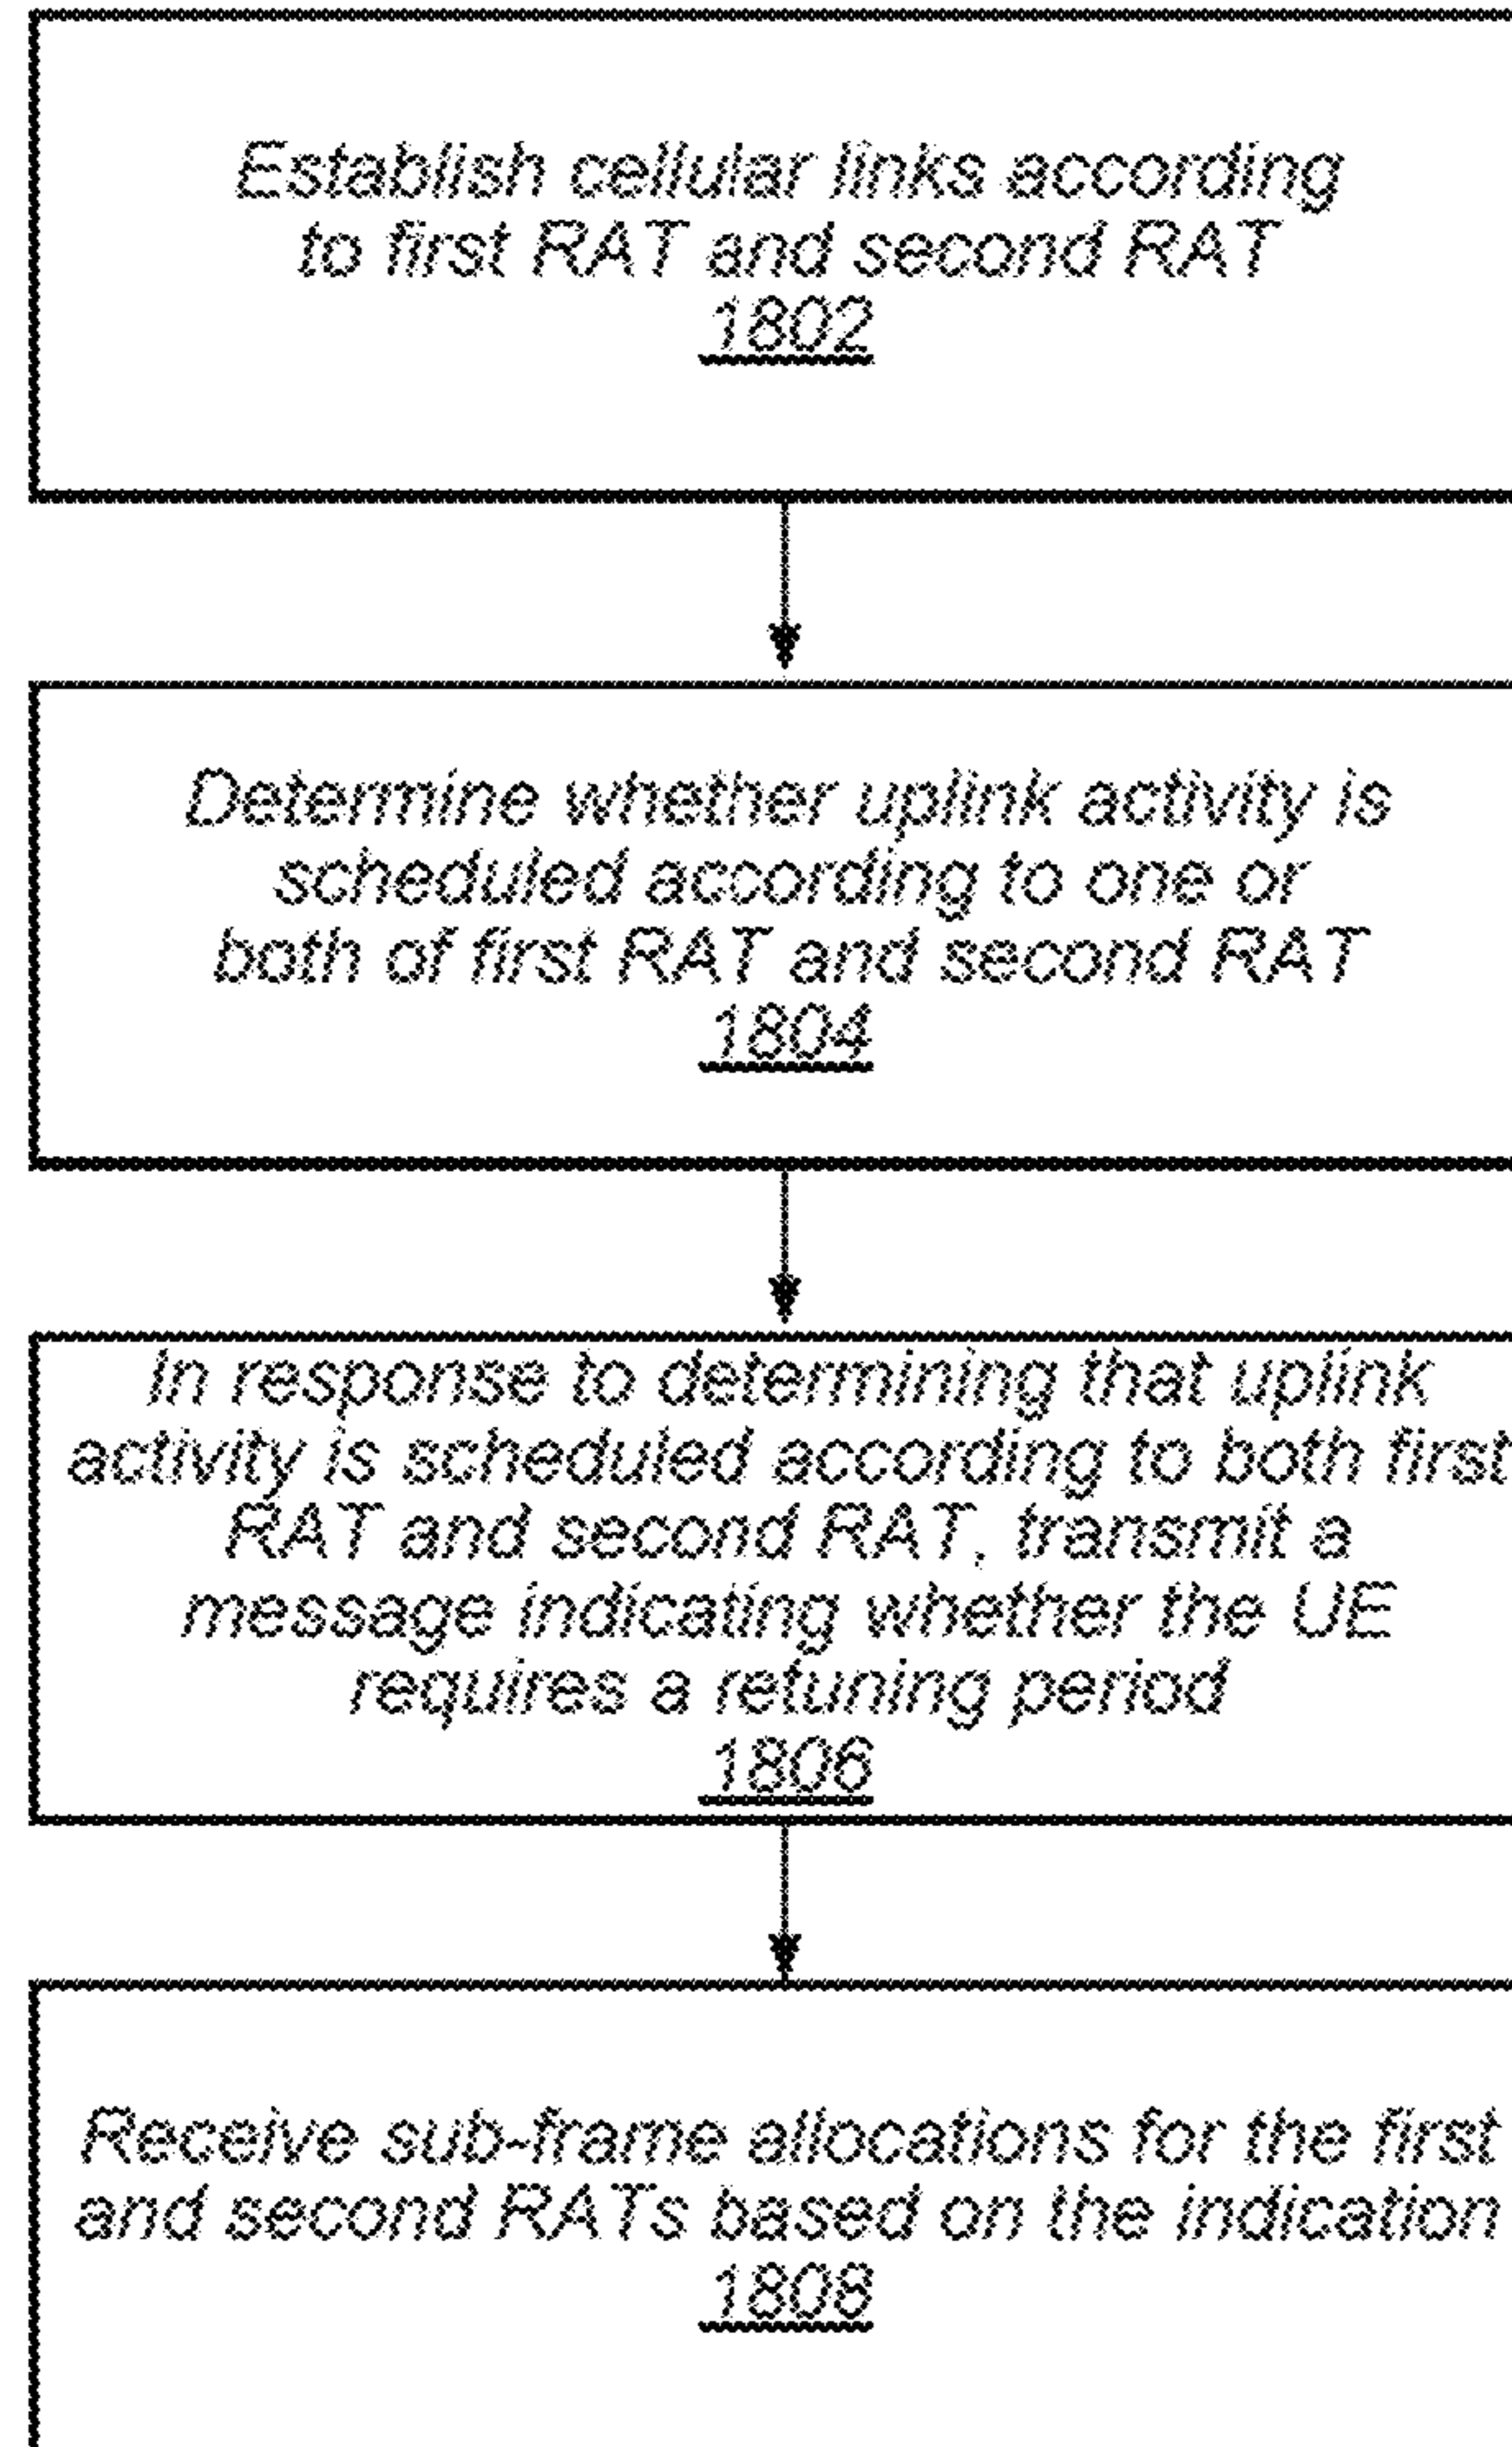 Establish cellular links according
to first RAT and second RAT
1802
Determine whether uplink activity is
scheduled according to one or
both of first RAT and second RAT
1804
In response to determining that uplink
activity is scheduled according to both first
RAT and second RAT, transmit a
message indicating whether the UE
requires a retuning period
1806
Receive sub-frame allocations for the first
and second RATs based on the indication
1808